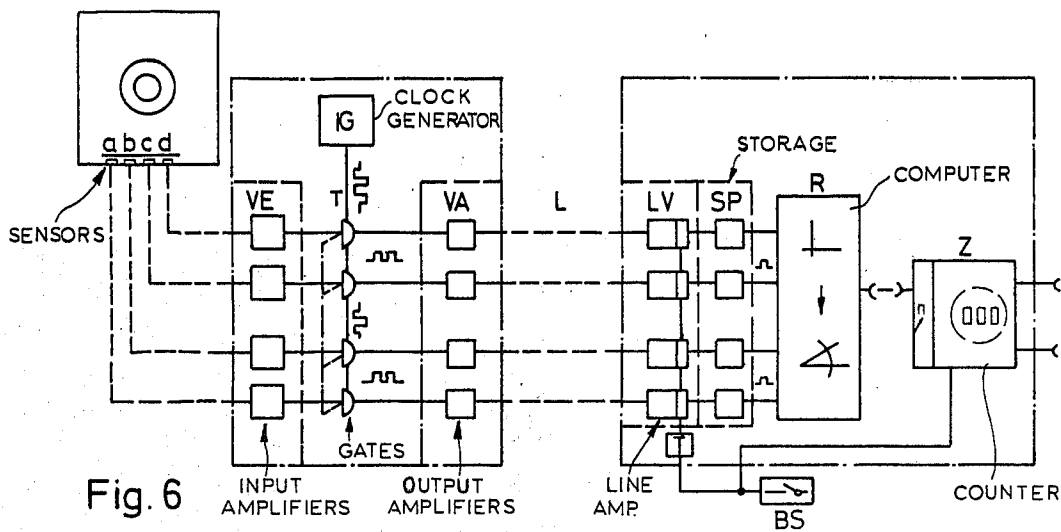 CLOCK
GENERATOR
IG
a b c d
SENSORS
VE
T
VA
L
LV
SP
STORAGE
R
COMPUTER
Z
000
GATES
INPUT
AMPLIFIERS
OUTPUT
AMPLIFIERS
LINE
AMP.
T
BS
COUNTER
Fig. 6